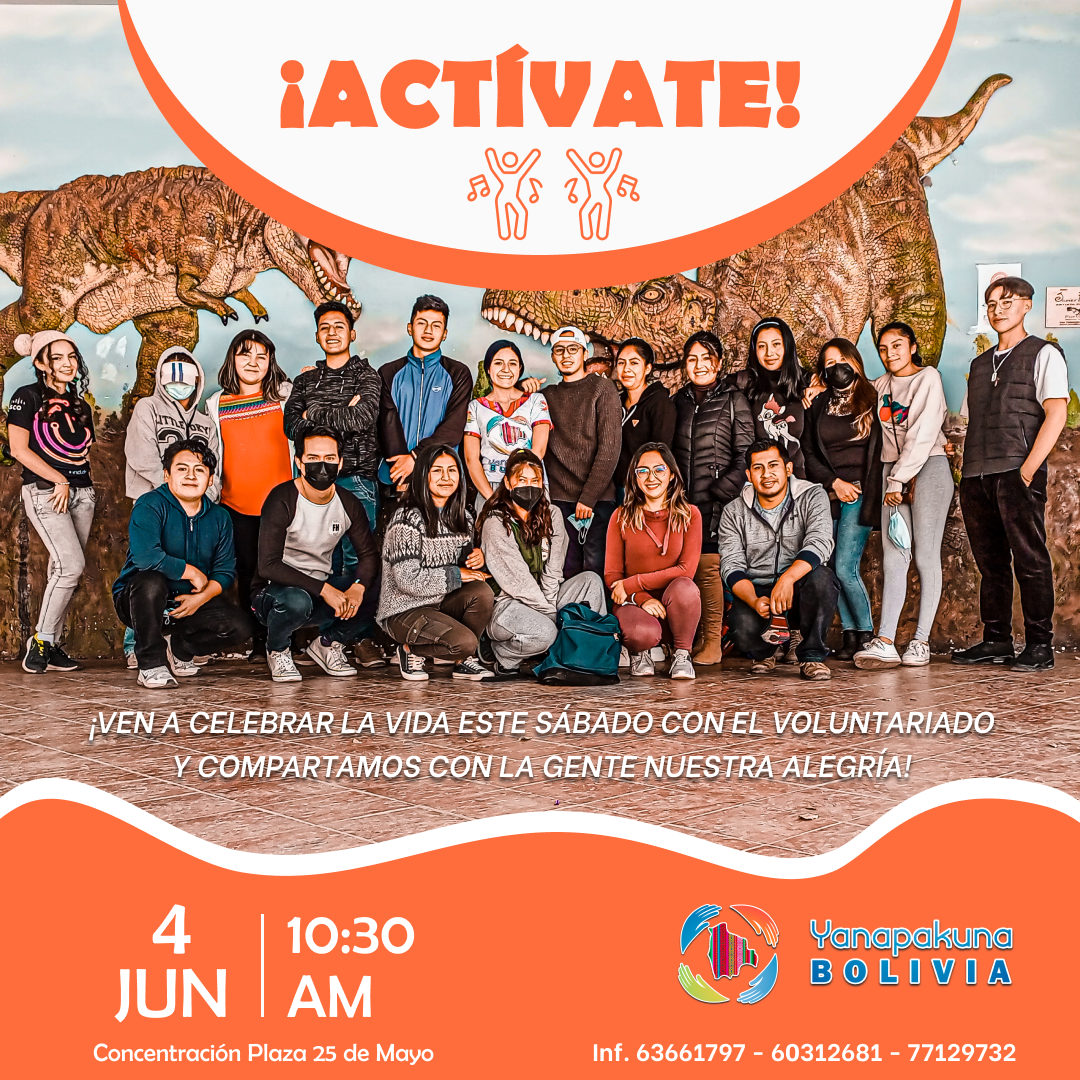 ¡ACTÍVATE!
¡VEN A CELEBRAR LA VIDA ESTE SÁBADO CON EL VOLUNTARIADO
Y COMPARTAMOS CON LA GENTE NUESTRA ALEGRÍA!
4
JUN
10:30
AM
Concentración Plaza 25 de Mayo
Yanapakuna
BOLIVIA
Inf. 63661797 - 60312681 - 77129732